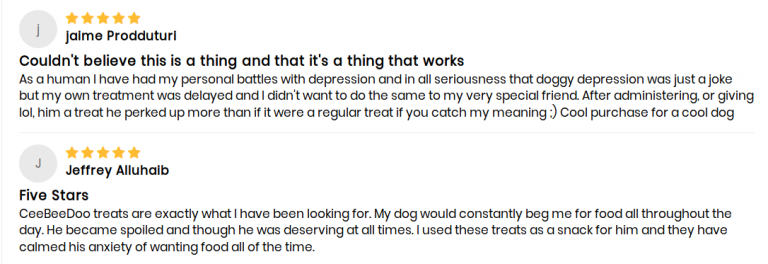 j
jaime Prodduturi
Couldn't believe this is a thing and that it's a thing that works
As a human I have had my personal battles with depression and in all seriousness that doggy depression was just a joke
but my own treatment was delayed and I didn't want to do the same to my very special friend. After administering, or giving
lol, him a treat he perked up more than if it were a regular treat if you catch my meaning ;) Cool purchase for a cool dog
J
Jeffrey Alluhaib
Five Stars
CeeBeeDoo treats are exactly what I have been looking for. My dog would constantly beg me for food all throughout the
day. He became spoiled and though he was deserving at all times. I used these treats as a snack for him and they have
calmed his anxiety of wanting food all of the time.